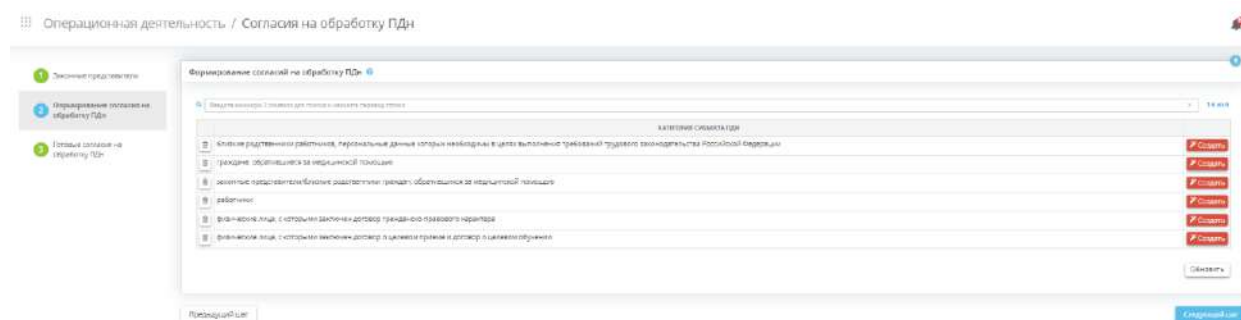 Операционная деятельность / Согласия на обработку ПДн
1 Законные представители
Формирование согласий на обработку ПДн
2 Формирование согласия на
обработку ПДн
КАТЕГОРИЯ СУБЪЕКТА ПДН
близкие родственники работников, персональные данные которых необходимы в целях выполнения требований трудового законодательства Российской Федерации
Создать
3 Готовые согласия на
обработку ПДн
граждане, обратившиеся за медицинской помощью
Создать
законные представители/близкие родственники граждан, обратившихся за медицинской помощью
Создать
работники
Создать
физические лица, с которыми заключен договор гражданско-правового характера
Создать
физические лица, с которыми заключен договор о целевом приеме и договор о целевом обучении
Создать
Обновить
Предыдущий шаг
Следующий шаг